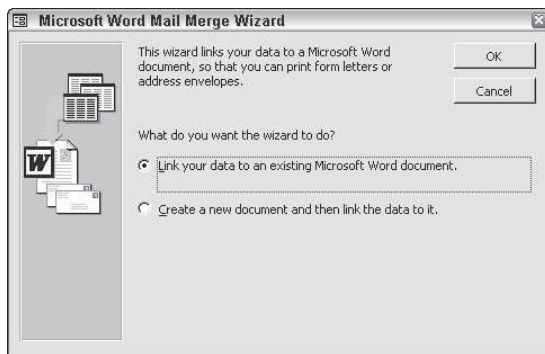 Microsoft Word Mail Merge Wizard
This wizard links your data to a Microsoft Word
document, so that you can print form letters or
address envelopes.
OK
Cancel
What do you want the wizard to do?
Link your data to an existing Microsoft Word document.
Create a new document and then link the data to it.
W